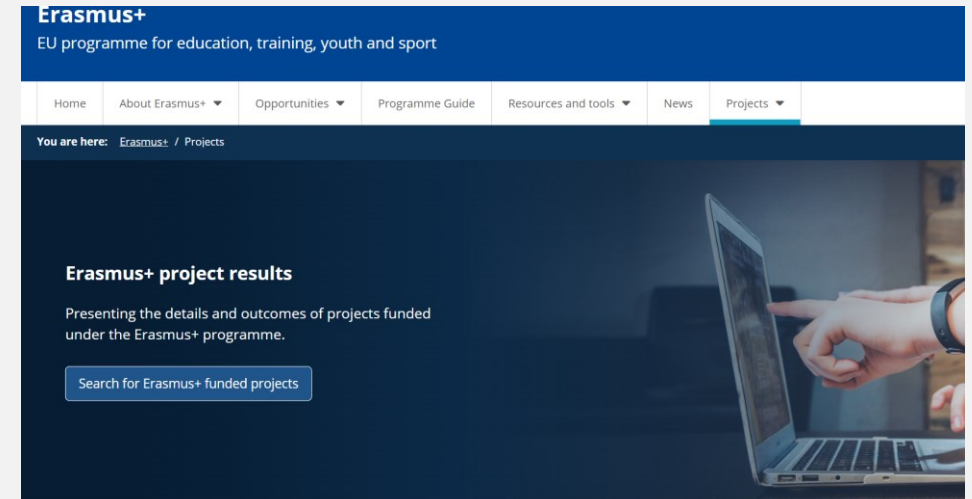 Erasmus+
EU programme for education, training, youth and sport
Home About Erasmus+ Opportunities Programme Guide Resources and tools News Projects
You are here: Erasmus+ / Projects
Erasmus+ project results
Presenting the details and outcomes of projects funded
under the Erasmus+ programme.
Search for Erasmus+ funded projects